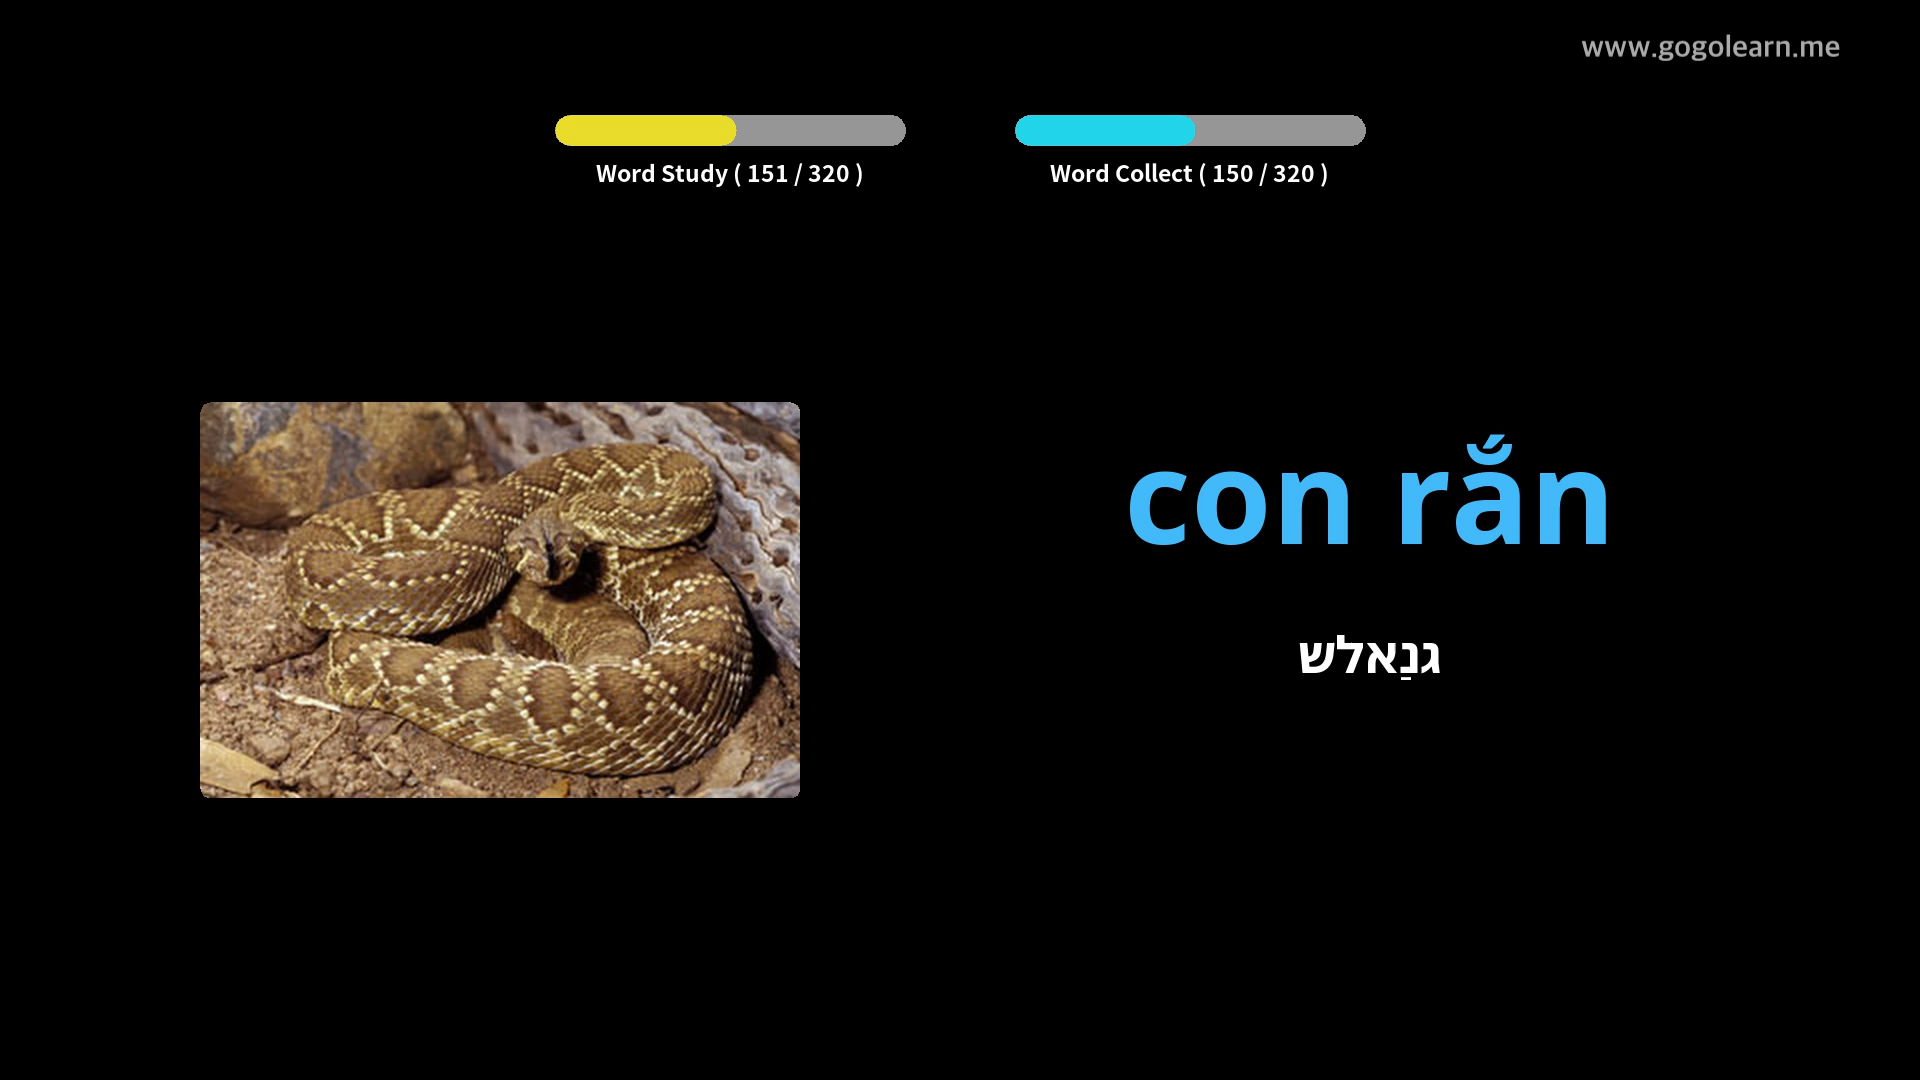 www.gogolearn.me
Word Study ( 151 / 320 )
Word Collect ( 150 / 320 )
con rắn
גנַאלש